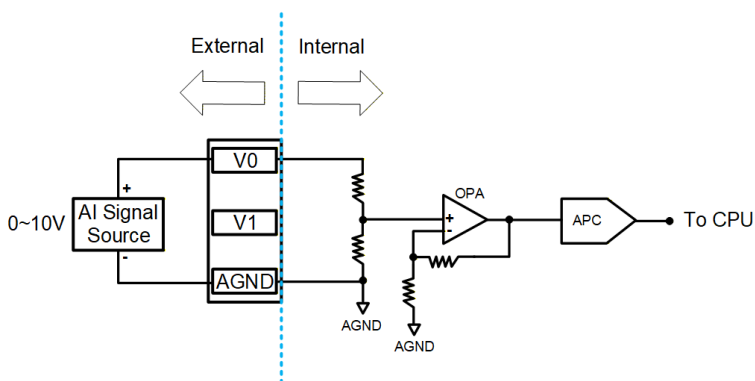 External
Internal
V0
+
AI Signal
Source
0~10V
-
V1
AGND
OPA
+
-
APC
To CPU
AGND
AGND